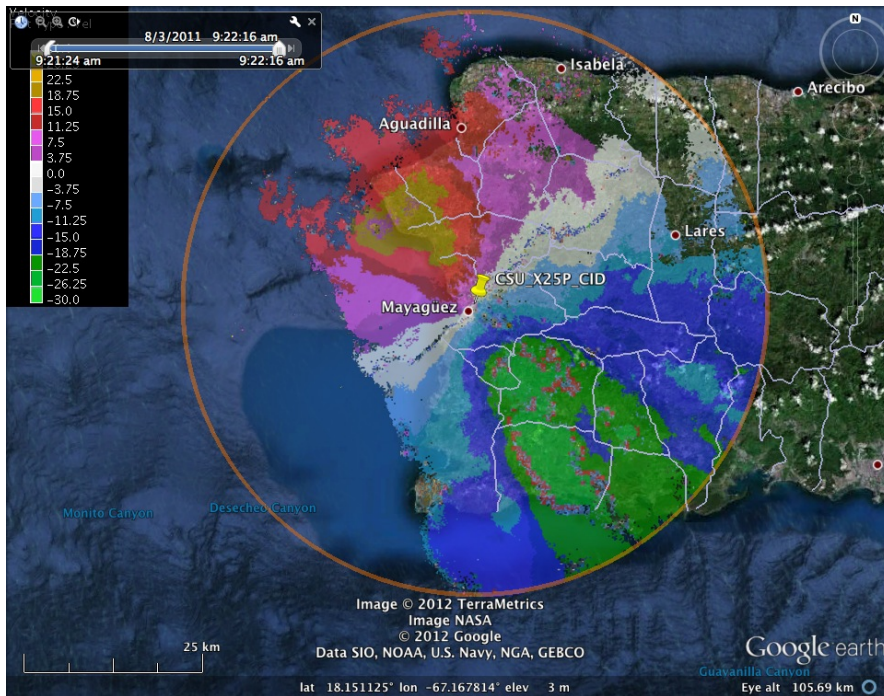 Velocity
8/3/2011 9:22:16 am
9:21:24 am
9:22:16 am
22.5
18.75
15.0
11.25
7.5
3.75
0.0
-3.75
-7.5
-11.25
-15.0
-18.75
-22.5
-26.25
-30.0
N
Isabela
Arecibo
Aguadilla
Lares
CSU_X25P_CID
Mayagüez
Monito Canyon
Desecheo Canyon
Image © 2012 TerraMetrics
Image NASA
© 2012 Google
Data SIO, NOAA, U.S. Navy, NGA, GEBCO
25 km
Google earth
Guayanilla Canyon
lat 18.151125° lon -67.167814° elev 3 m
Eye alt 105.69 km